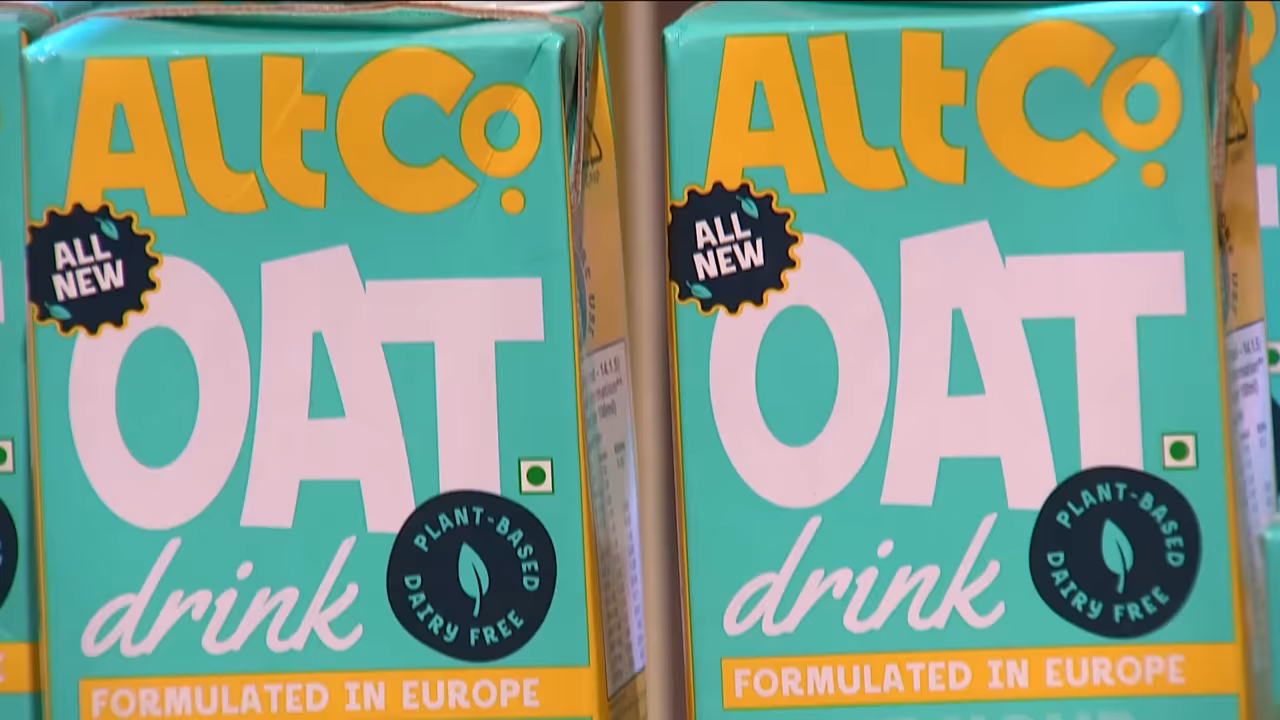 ALtCo.
ALL
NEW
OAT
drink
PLANT-BASED
DAIRY FREE
FORMULATED IN EUROPE
ALtCo.
ALL
NEW
OAT
drink
PLANT-BASED
DAIRY FREE
FORMULATED IN EUROPE